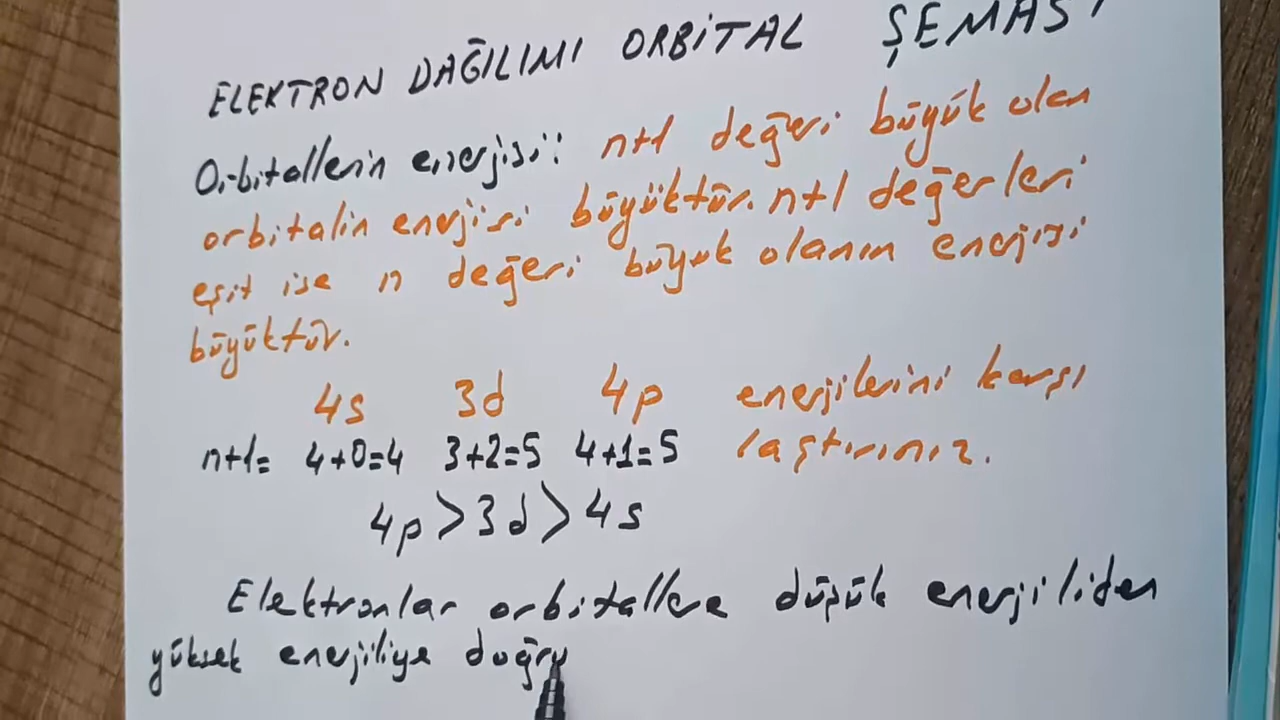 ELEKTRON DAĞILIMI ORBİTAL ŞEMASI
Orbitallerin enerjisi: n+l değeri büyük olan
orbitalin enerjisi büyüktür. n+l değerleri
eşit ise n değeri büyük olanın enerjisi
büyüktür.
4s 3d 4p enerjilerini karşı
n+l= 4+0=4 3+2=5 4+1=5 laştırınız.
4p>3d>4s
Elektronlar orbitallere düşük enerjiliden
yüksek enerjiliye doğru